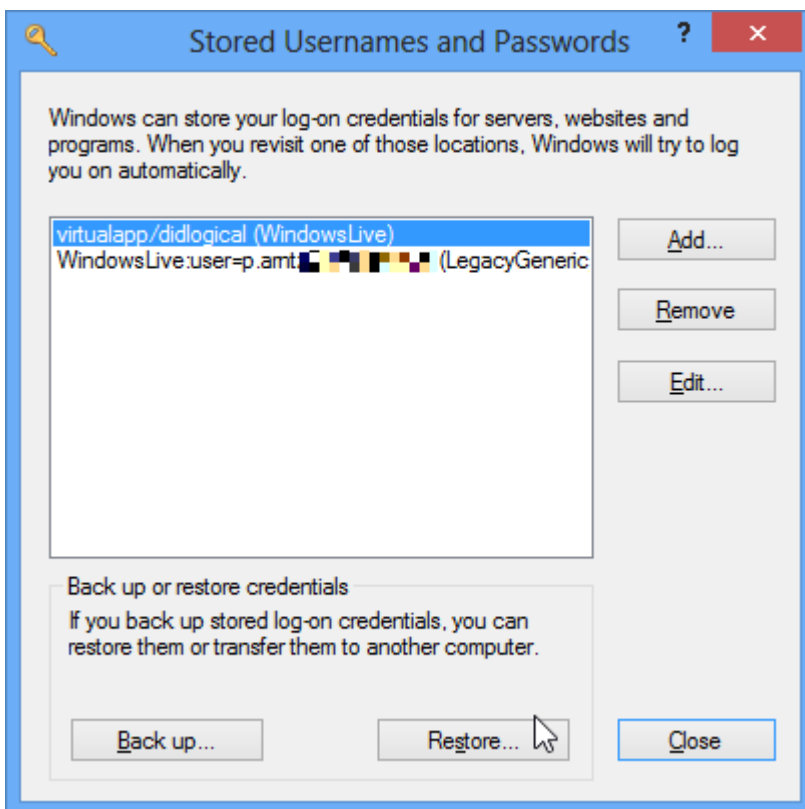 Stored Usernames and Passwords
?
Windows can store your log-on credentials for servers, websites and
programs. When you revisit one of those locations, Windows will try to log
you on automatically.
virtualapp/didlogical (WindowsLive)
WindowsLive:user=p.amt (LegacyGeneric
Add...
Remove
Edit...
Back up or restore credentials
If you back up stored log-on credentials, you can
restore them or transfer them to another computer.
Back up...
Restore...
Close